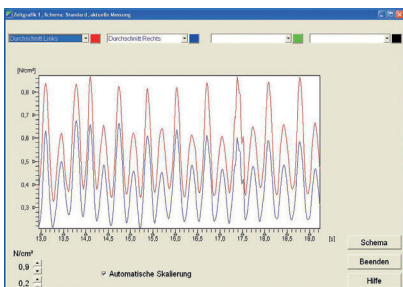 Zeitgrafik 1, Schema: Standard, aktuelle Messung
Durchschnitt Links Durchschnitt Rechts
[N/cm²]
0,8
0,7
0,6
0,5
0,4
0,3
13,0 13,5 14,0 14,5 15,0 15,5 16,0 16,5 17,0 17,5 18,0 [s]
Schema
N/cm²
Beenden
0,9
Automatische Skalierung
0,2
Hilfe